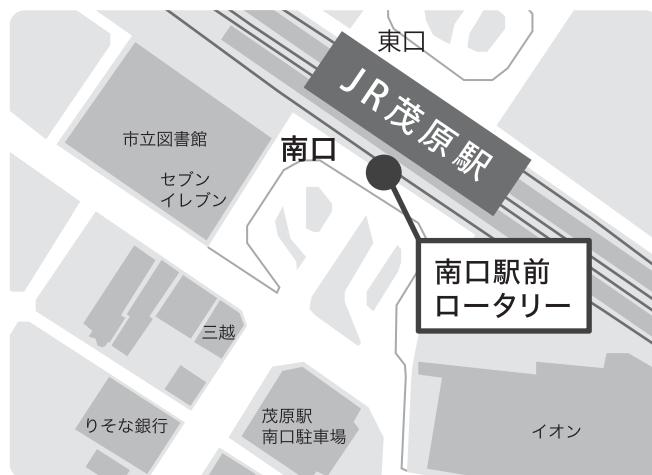 東口
JR茂原駅
南口
市立図書館
セブン
イレブン
南口駅前
ロータリー
三越
りそな銀行
茂原駅
南口駐車場
イオン